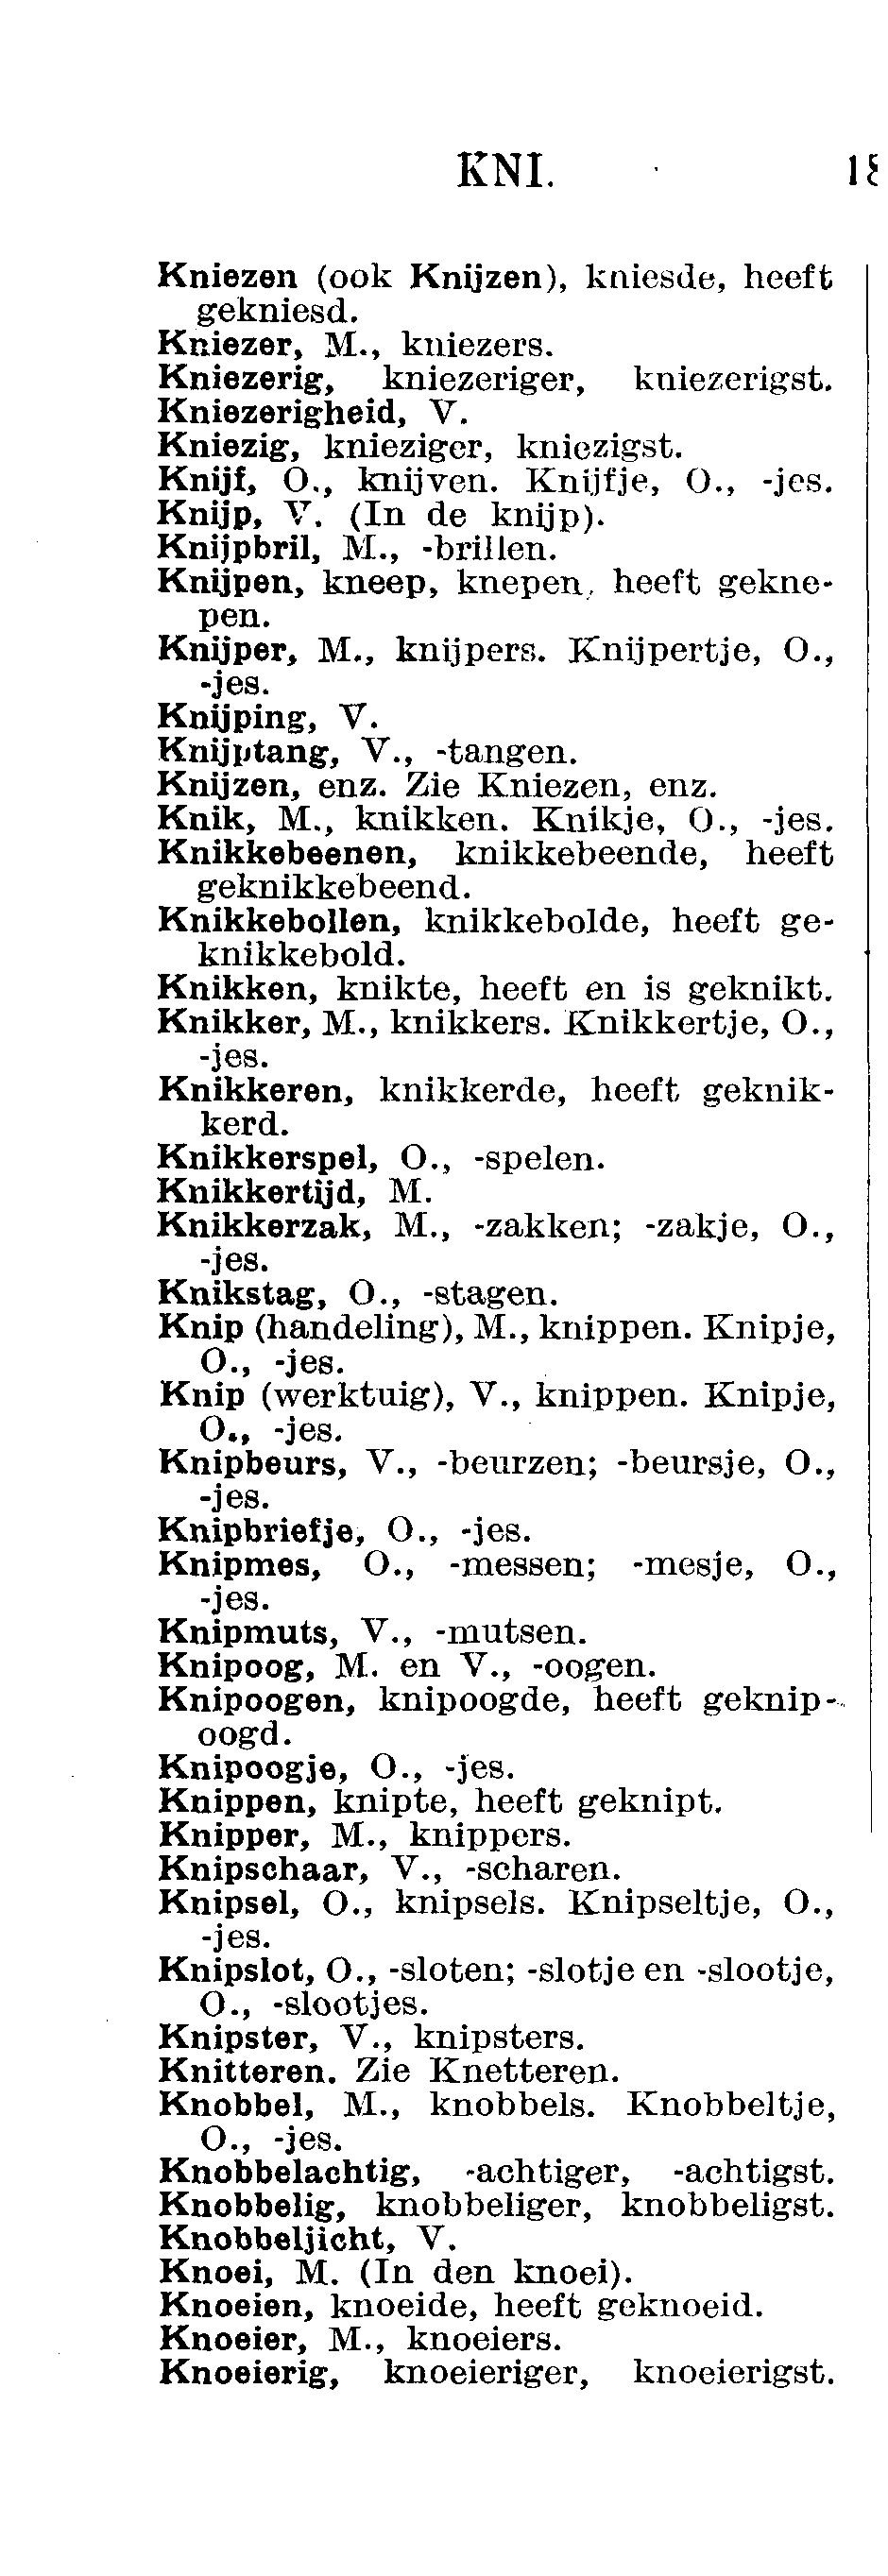 KNI.
Kniezen (ook Knijzen), kniesde, heeft
gekniesd.
Kniezer, M., kniezers.
Kniezerig, kniezeriger, kniezerigst.
Kniezerigheid, V.
Kniezig, knieziger, kniezigst.
Knijf, O., knijven. Knijfje, O., -jes.
Knijp, V. (In de knijp).
Knijpbril, M., -brillen.
Knijpen, kneep, knepen, heeft gekne-
pen.
Knijper, M., knijpers. Knijpertje, O.,
-jes.
Knijping, V.
Knijptang, V., -tangen.
Knijzen, enz. Zie Kniezen, enz.
Knik, M., knikken. Knikje, O., -jes.
Knikkebeenen, knikkebeende, heeft
geknikkebeend.
Knikkebollen, knikkebolde, heeft ge-
knikkebold.
Knikken, knikte, heeft en is geknikt.
Knikker, M., knikkers. Knikkertje, O.,
-jes.
Knikkeren, knikkerde, heeft geknik-
kerd.
Knikkerspel, O., -spelen.
Knikkertijd, M.
Knikkerzak, M., -zakken; -zakje, O.,
-jes.
Knikstag, O., -stagen.
Knip (handeling), M., knippen. Knipje,
O., -jes.
Knip (werktuig), V., knippen. Knipje,
O., -jes.
Knipbeurs, V., -beurzen; -beursje, O.,
-jes.
Knipbriefje, O., -jes.
Knipmes, O., -messen; -mesje, O.,
-jes.
Knipmuts, V., -mutsen.
Knipoog, M. en V., -oogen.
Knipoogen, knipoogde, heeft geknip-
oogd.
Knipoogje, O., -jes.
Knippen, knipte, heeft geknipt.
Knipper, M., knippers.
Knipschaar, V., -scharen.
Knipsel, O., knipsels. Knipseltje, O.,
-jes.
Knipslot, O., -sloten; -slotje en -slootje,
O., -slootjes.
Knipster, V., knipsters.
Knitteren. Zie Knetteren.
Knobbel, M., knobbels. Knobbeltje,
O., -jes.
Knobbelachtig, -achtiger, -achtigst.
Knobbelig, knobbeliger, knobbeligst.
Knobbeljicht, V.
Knoei, M. (In den knoei).
Knoeien, knoeide, heeft geknoeid.
Knoeier, M., knoeiers.
Knoeierig, knoeieriger, knoeierigst.